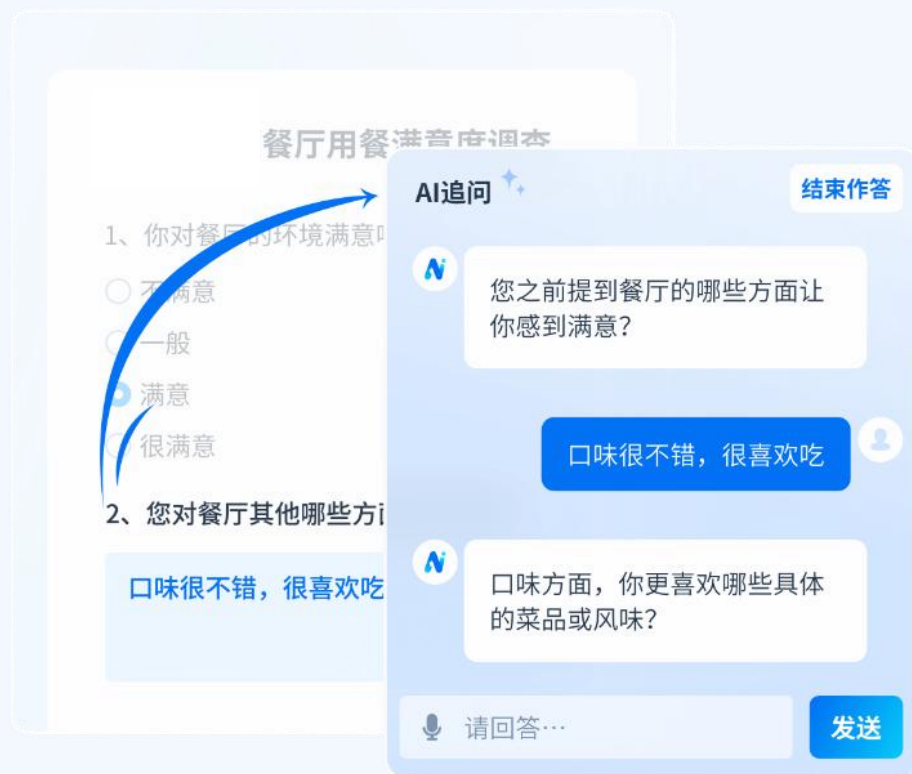 餐厅用餐满意度调查
1、你对餐厅的环境满意
不满意
一般
满意
很满意
2、您对餐厅其他哪些方
口味很不错，很喜欢吃
AI追问
结束作答
您之前提到餐厅的哪些方面让
你感到满意？
口味很不错，很喜欢吃
口味方面，你更喜欢哪些具体
的菜品或风味？
请回答…
发送